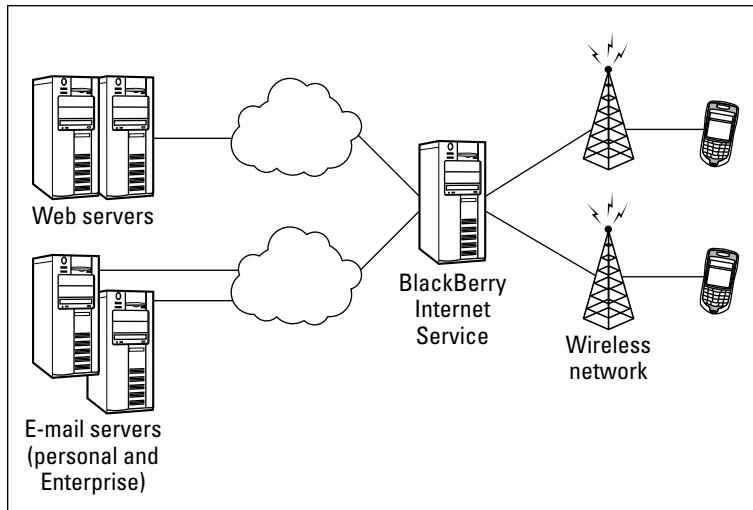 Web servers
E-mail servers
(personal and
Enterprise)
BlackBerry
Internet
Service
Wireless
network